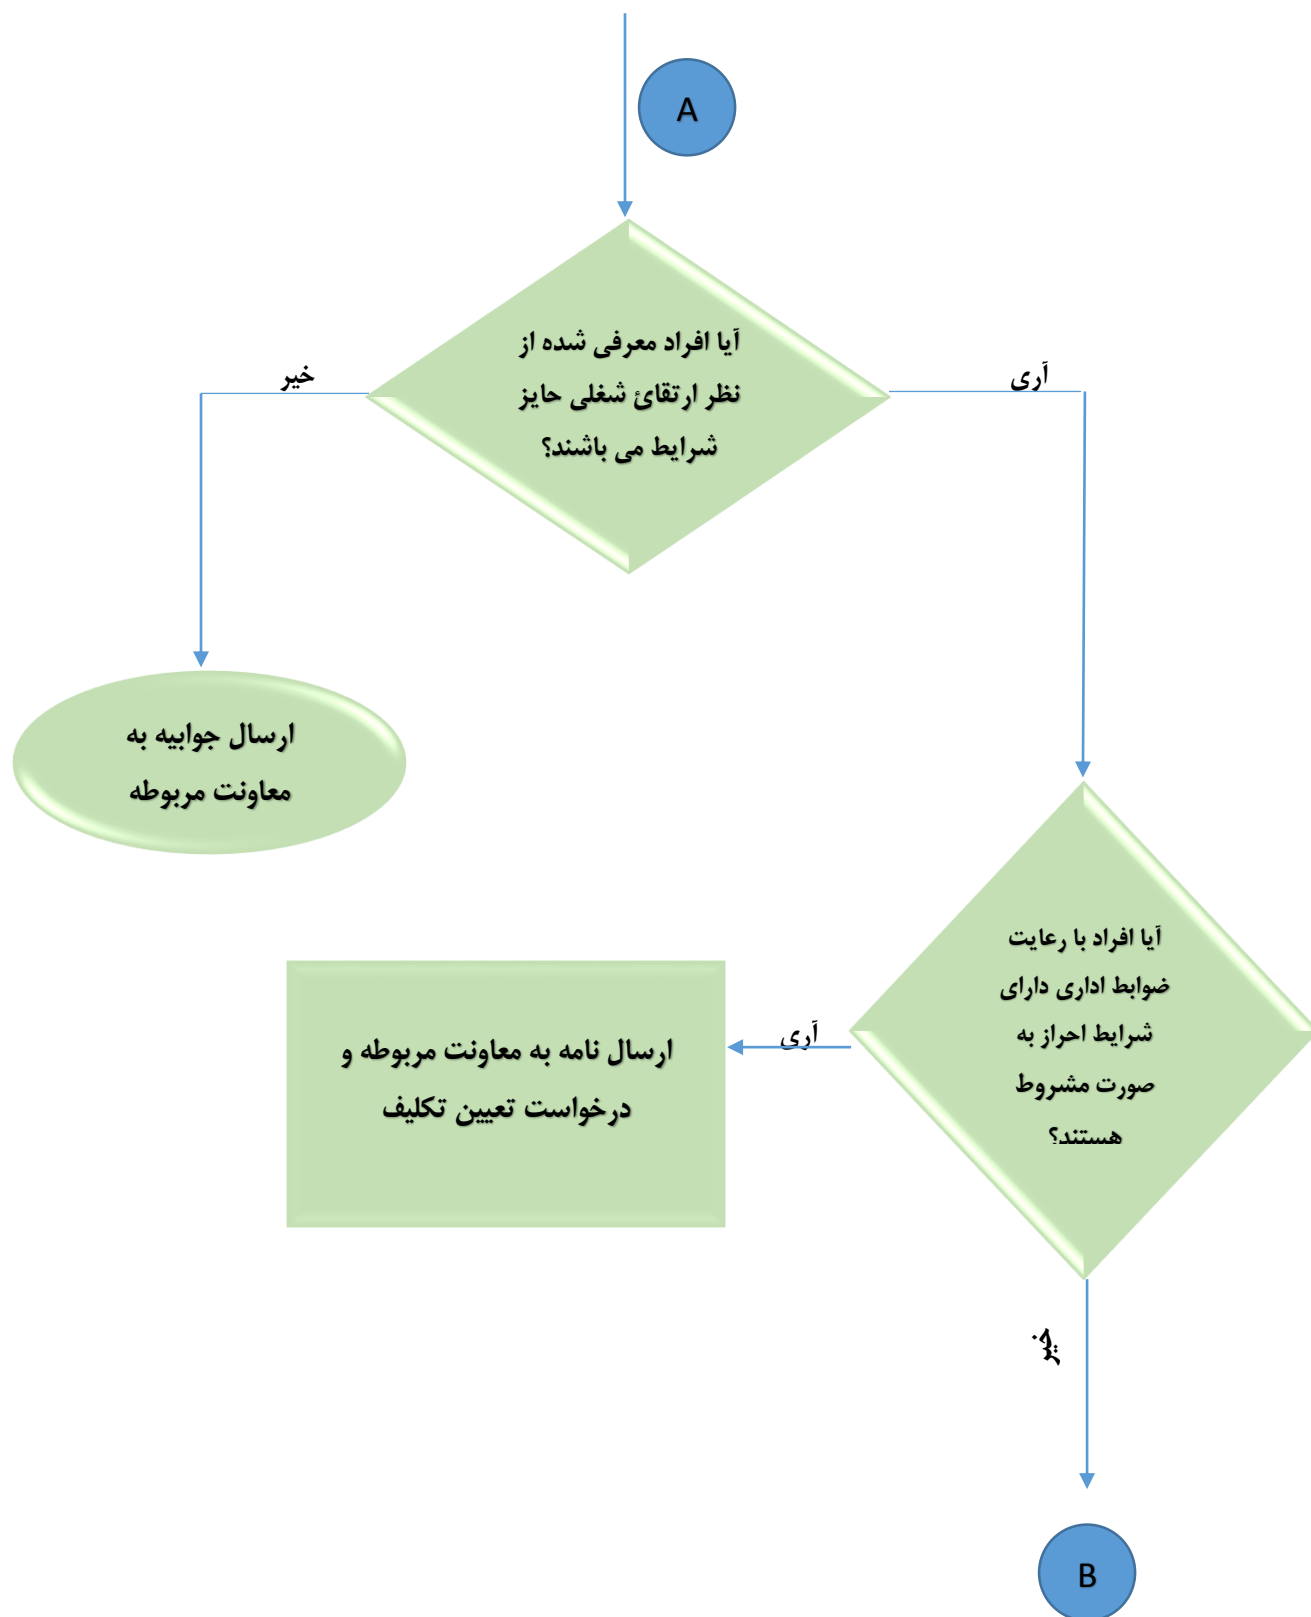 A
آیا افراد معرفی شده از
نظر ارتقائ شغلی حایز
شرایط می باشند؟
آری
خیر
ارسال جوابیه به
معاونت مربوطه
آیا افراد با رعایت
ضوابط اداری دارای
شرایط احراز به
صورت مشروط
هستند؟
آری
ارسال نامه به معاونت مربوطه و
درخواست تعیین تکلیف
خیر
B